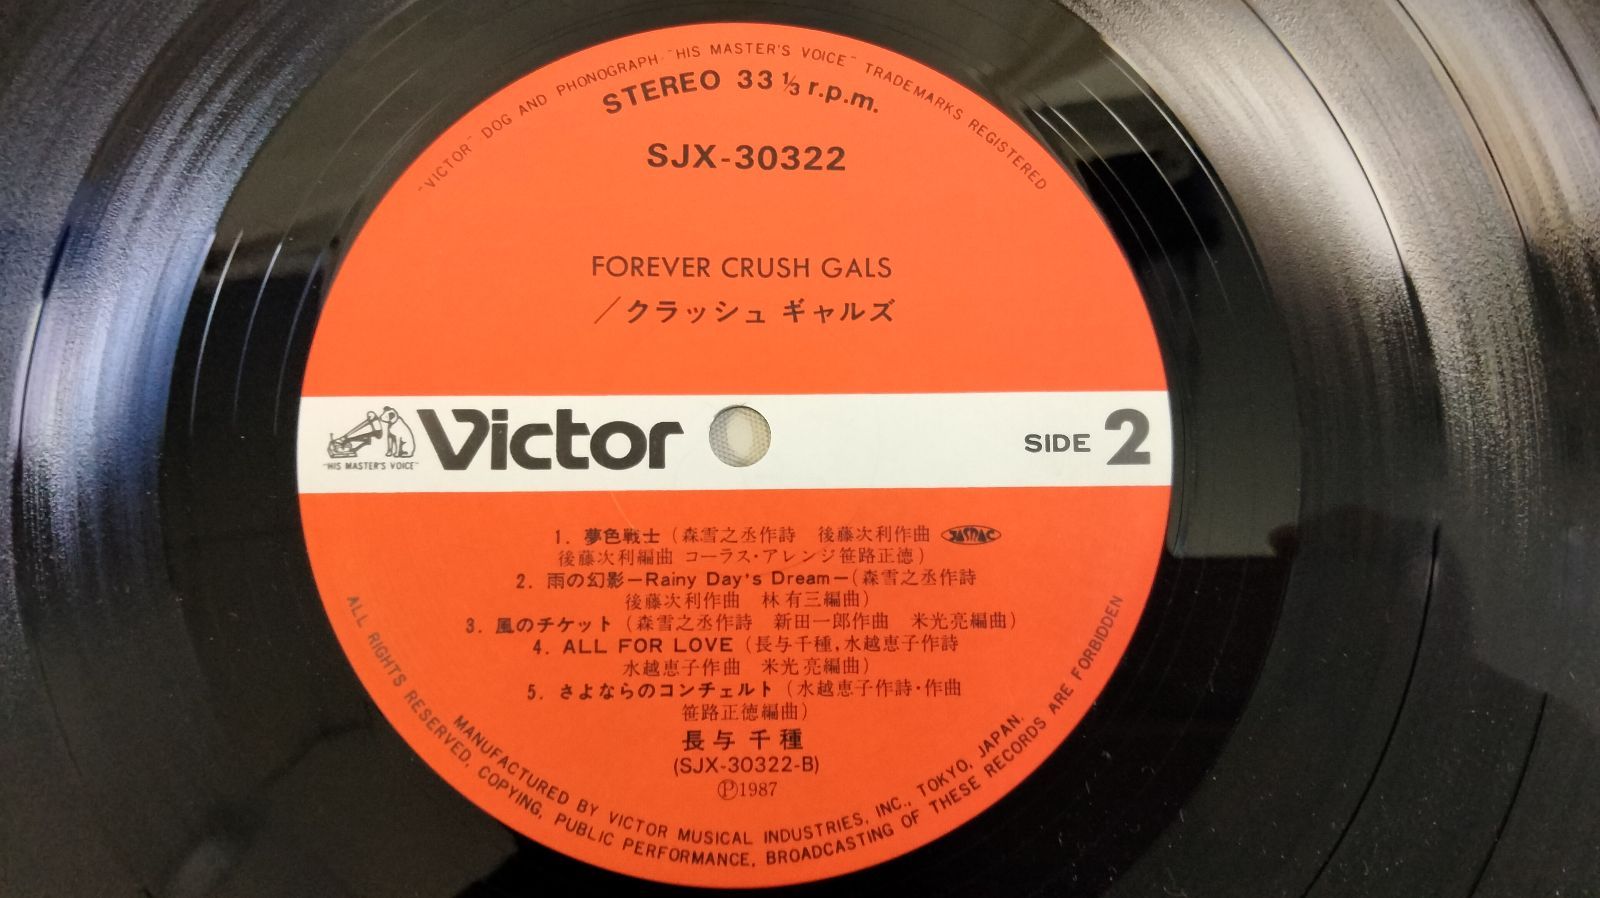 "VICTOR" DOG AND PHONOGRAPH "HIS MASTER'S VOICE" TRADEMARKS REGISTERED
STEREO 33 1/3 r.p.m.
SJX-30322
FOREVER CRUSH GALS
／クラッシュ ギャルズ
"HIS MASTER'S VOICE"
Victor
SIDE 2
1. 夢色戦士（森雪之丞作詩　後藤次利作曲 JASRAC
後藤次利編曲 コーラス・アレンジ笹路正徳）
2. 雨の幻影−Rainy Day's Dream−（森雪之丞作詩
後藤次利作曲　林 有三編曲）
3. 風のチケット（森雪之丞作詩　新田一郎作曲　米光亮編曲）
4. ALL FOR LOVE（長与千種,水越恵子作詩
水越恵子作曲　米光 亮編曲）
5. さよならのコンチェルト（水越恵子作詩・作曲
笹路正徳編曲）
長与 千種
(SJX-30322-B)
Ⓟ1987
MANUFACTURED BY VICTOR MUSICAL INDUSTRIES, INC., TOKYO, JAPAN.
ALL RIGHTS RESERVED, COPYING, PUBLIC PERFORMANCE, BROADCASTING OF THESE RECORDS ARE FORBIDDEN